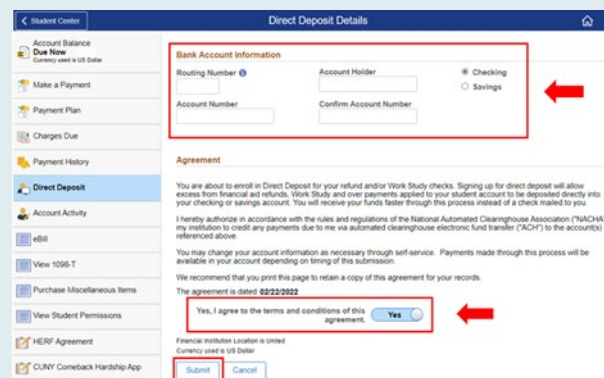 Student Center
Direct Deposit Details
Account Balance
Due Now
Currency used is US Dollar
Make a Payment
Payment Plan
Charges Due
Payment History
Direct Deposit
Account Activity
eBill
View 1098-T
Purchase Miscellaneous Items
View Student Permissions
HERF Agreement
CUNY Comeback Hardship App
Bank Account Information
Routing Number
Account Holder
Checking
Savings
Account Number
Confirm Account Number
Agreement
You are about to enroll in Direct Deposit for your refund and/or Work Study checks. Signing up for direct deposit will allow
excess from financial aid refunds, Work Study and over payments applied to your student account to be deposited directly into
your checking or savings account. You will receive your funds faster through this process instead of a check mailed to you.
I hereby authorize in accordance with the rules and regulations of the National Automated Clearinghouse Association ("NACHA
my institution to credit any payments due to me via automated clearinghouse electronic fund transfer ("ACH") to the account(s)
referenced above.
You may change your account information as necessary through self-service. Payments made through this process will be
available in your account depending on timing of this submission.
We recommend that you print this page to retain a copy of this agreement for your records.
The agreement is dated 02/22/2022
Yes, I agree to the terms and conditions of this
agreement.
Yes
Financial Institution Location is United
Currency used is US Dollar
Submit
Cancel